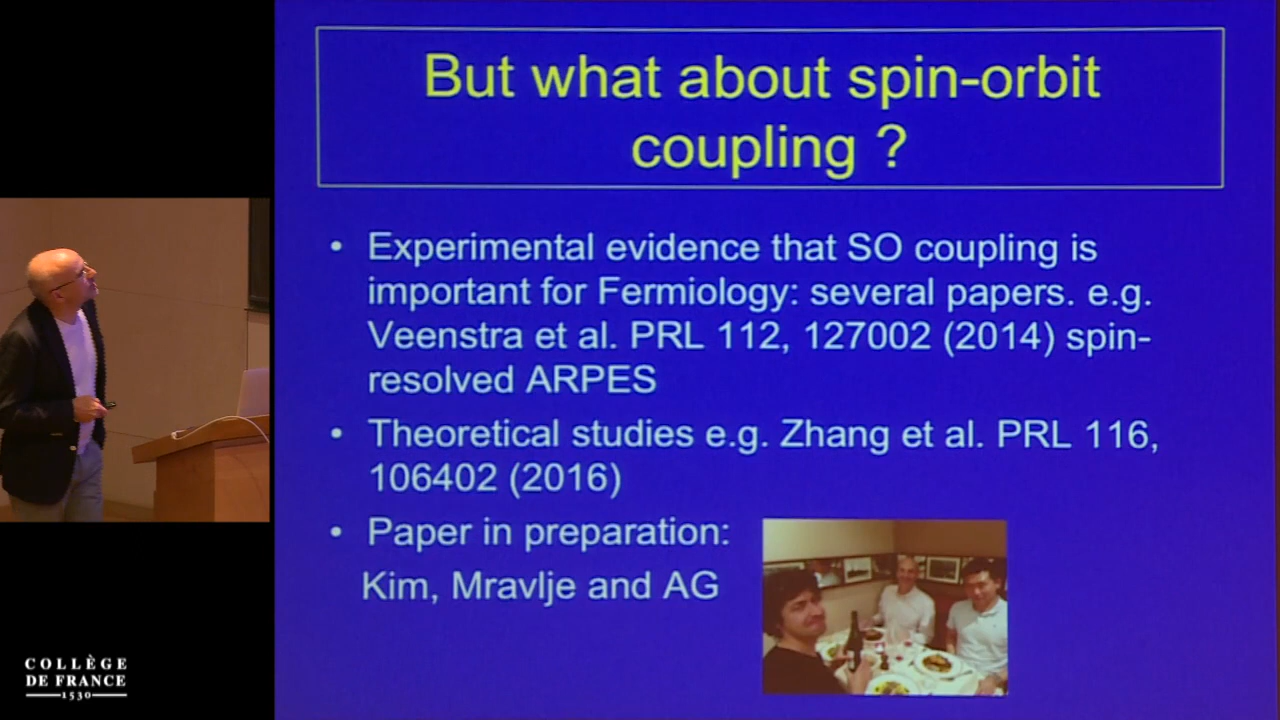 But what about spin-orbit
coupling ?
• Experimental evidence that SO coupling is
important for Fermiology: several papers. e.g.
Veenstra et al. PRL 112, 127002 (2014) spin-
resolved ARPES
• Theoretical studies e.g. Zhang et al. PRL 116,
106402 (2016)
• Paper in preparation:
Kim, Mravlje and AG
COLLÈGE
DE FRANCE
1530